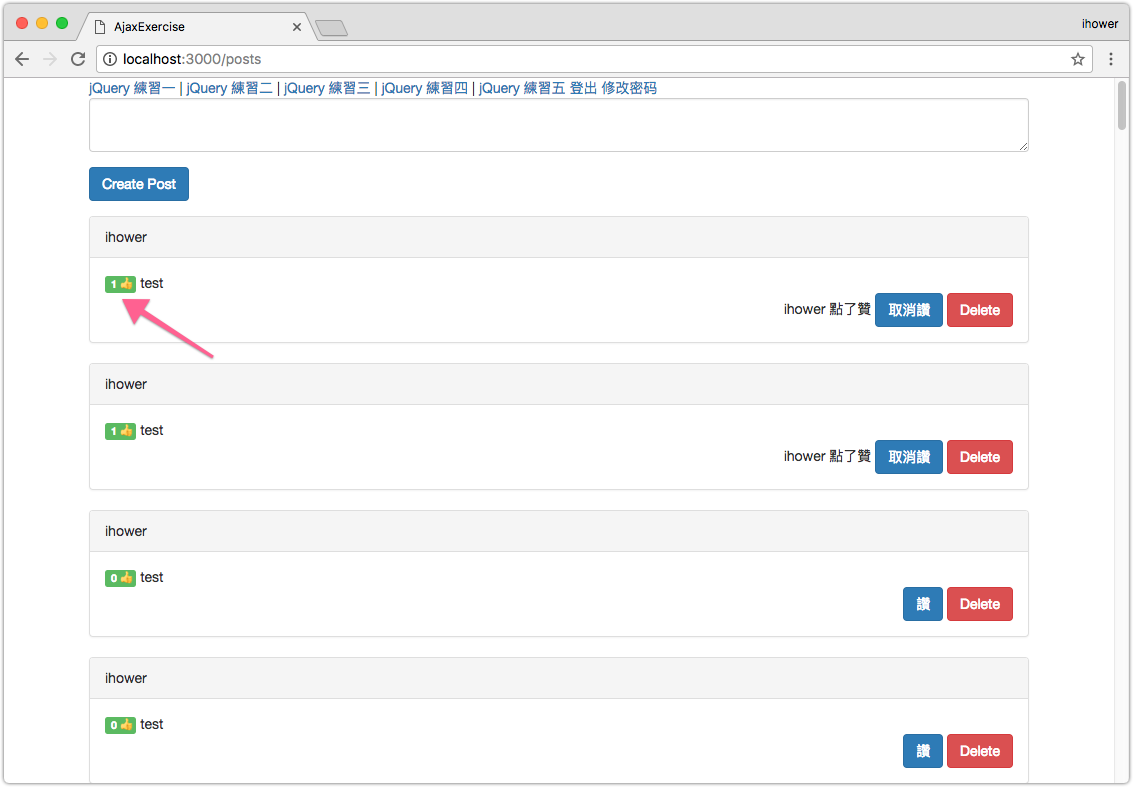 AjaxExercise
ihower
localhost:3000/posts
jQuery 練習一 | jQuery 練習二 | jQuery 練習三 | jQuery 練習四 | jQuery 練習五 登出 修改密码
Create Post
ihower
1 👍 test
ihower 點了贊 取消讚 Delete
ihower
1 👍 test
ihower 點了贊 取消讚 Delete
ihower
0 👍 test
讚 Delete
ihower
0 👍 test
讚 Delete